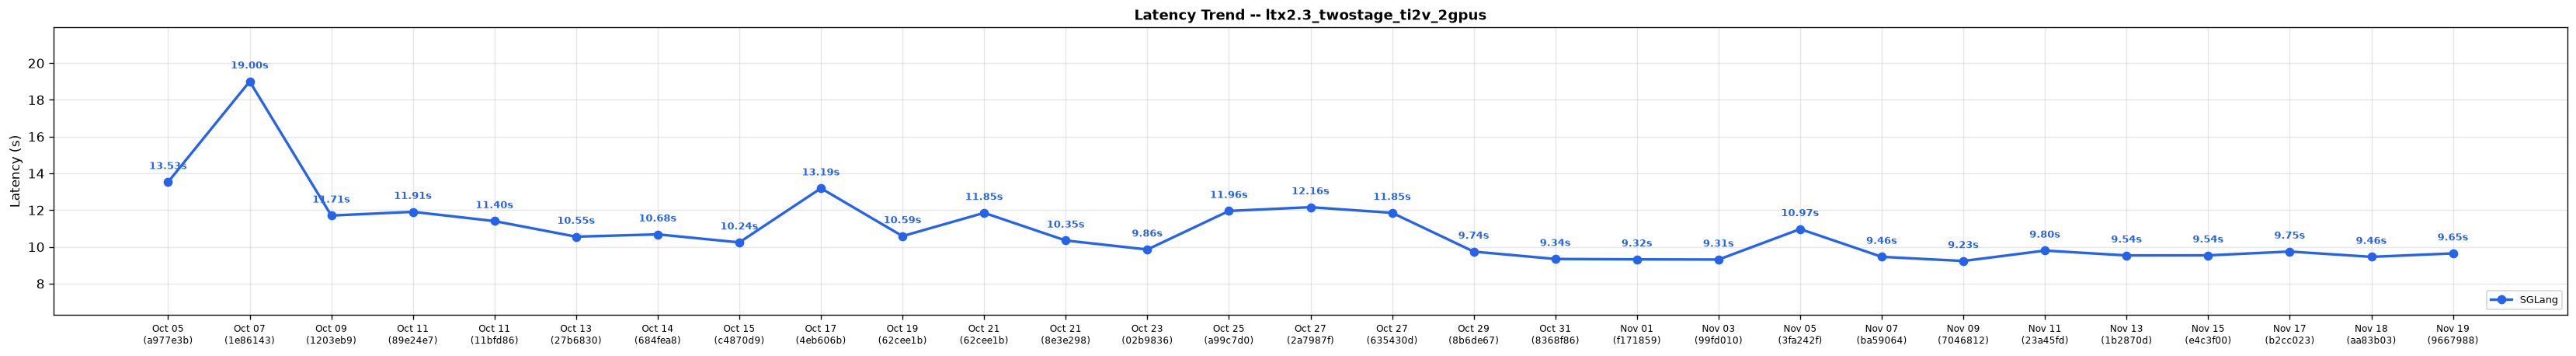 Latency Trend -- ltx2.3_twostage_ti2v_2gpus
Latency (s)
20
18
16
14
12
10
8
13.53s
19.00s
11.71s
11.91s
11.40s
10.55s
10.68s
10.24s
13.19s
10.59s
11.85s
10.35s
9.86s
11.96s
12.16s
11.85s
9.74s
9.34s
9.32s
9.31s
10.97s
9.46s
9.23s
9.80s
9.54s
9.54s
9.75s
9.46s
9.65s
SGLang
Oct 05
(a977e3b)
Oct 07
(1e86143)
Oct 09
(1203eb9)
Oct 11
(89e24e7)
Oct 11
(11bfd86)
Oct 13
(27b6830)
Oct 14
(684fea8)
Oct 15
(c4870d9)
Oct 17
(4eb606b)
Oct 19
(62cee1b)
Oct 21
(62cee1b)
Oct 21
(8e3e298)
Oct 23
(02b9836)
Oct 25
(a99c7d0)
Oct 27
(2a7987f)
Oct 27
(635430d)
Oct 29
(8b6de67)
Oct 31
(8368f86)
Nov 01
(f171859)
Nov 03
(99fd010)
Nov 05
(3fa242f)
Nov 07
(ba59064)
Nov 09
(7046812)
Nov 11
(23a45fd)
Nov 13
(1b2870d)
Nov 15
(e4c3f00)
Nov 17
(b2cc023)
Nov 18
(aa83b03)
Nov 19
(9667988)